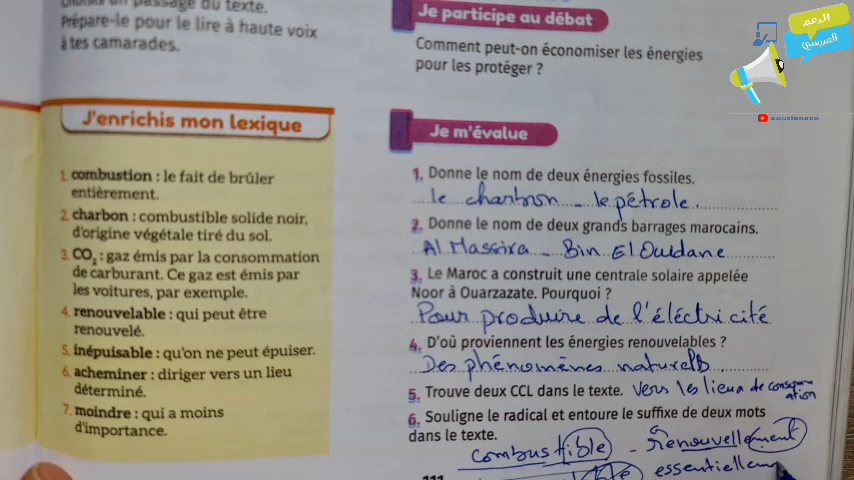 passage du texte.
Prépare-le pour le lire à haute voix
à tes camarades.
J'enrichis mon lexique
1. combustion : le fait de brûler
entièrement.
2. charbon : combustible solide noir,
d'origine végétale tiré du sol.
3. CO₂ : gaz émis par la consommation
de carburant. Ce gaz est émis par
les voitures, par exemple.
4. renouvelable : qui peut être
renouvelé.
5. inépuisable : qu'on ne peut épuiser.
6. acheminer : diriger vers un lieu
déterminé.
7. moindre : qui a moins
d'importance.
Je participe au débat
Comment peut-on économiser les énergies
pour les protéger ?
Je m'évalue
1. Donne le nom de deux énergies fossiles.
le charbon - le pétrole
2. Donne le nom de deux grands barrages marocains.
Al Massira - Bin El Ouidane
3. Le Maroc a construit une centrale solaire appelée
Noor à Ouarzazate. Pourquoi ?
Pour produire de l'éléctricité
4. D'où proviennent les énergies renouvelables ?
Des phénomènes naturels
5. Trouve deux CCL dans le texte. vers les lieux de consommation
6. Souligne le radical et entoure le suffixe de deux mots
dans le texte.
combustible - Renouvellement
essentiellem
111
الدعم
المدرسي
soutienaco